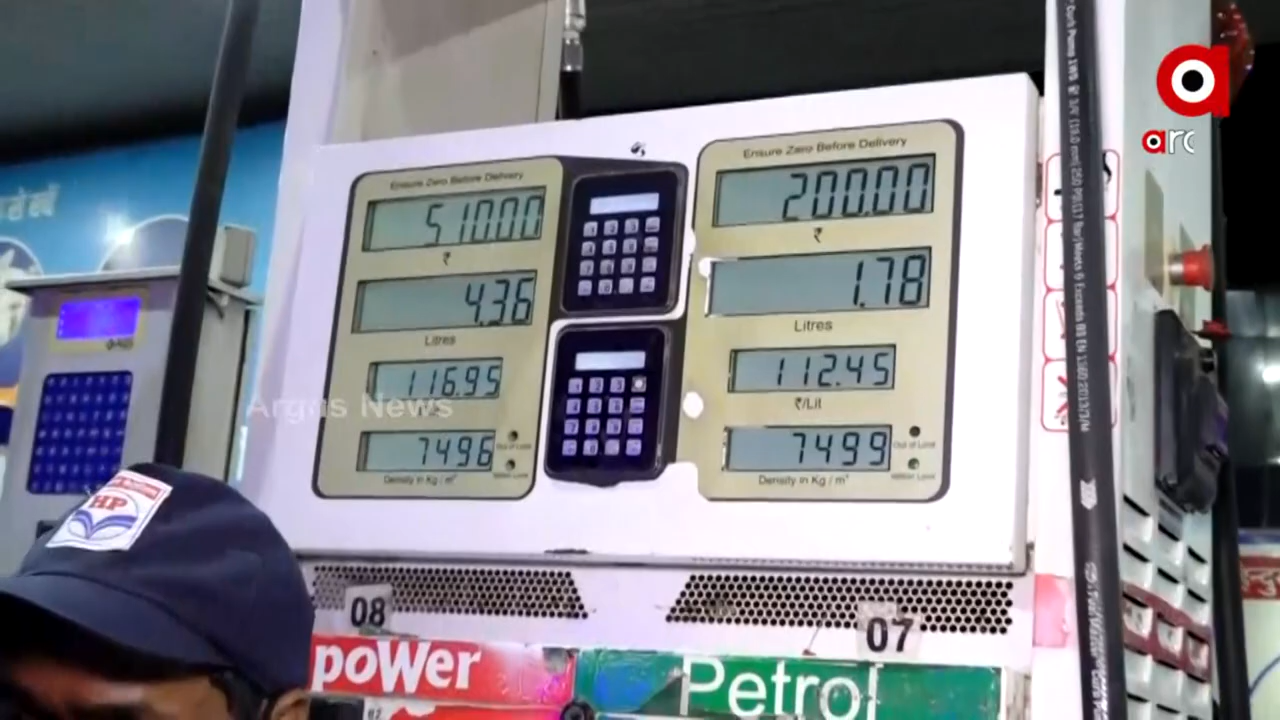 से बचें
Ensure Zero Before Delivery
510.00
₹
4.36
Litres
116.95
7496
Density in Kg / m³
Ensure Zero Before Delivery
200.00
₹
1.78
Litres
112.45
₹/Lit
7499
Density in Kg / m³
Argus News
HP
08
07
poWer
Petrol
a
arc